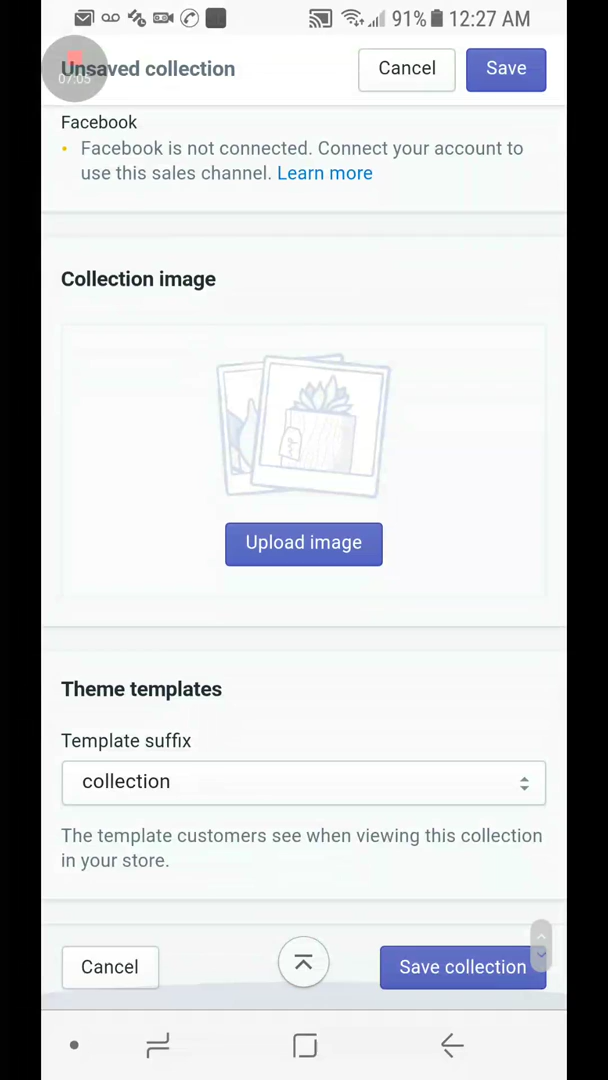 91% 12:27 AM
Unsaved collection
07:05
Cancel
Save
Facebook
Facebook is not connected. Connect your account to
use this sales channel. Learn more
Collection image
Upload image
Theme templates
Template suffix
collection
The template customers see when viewing this collection
in your store.
Cancel
Save collection